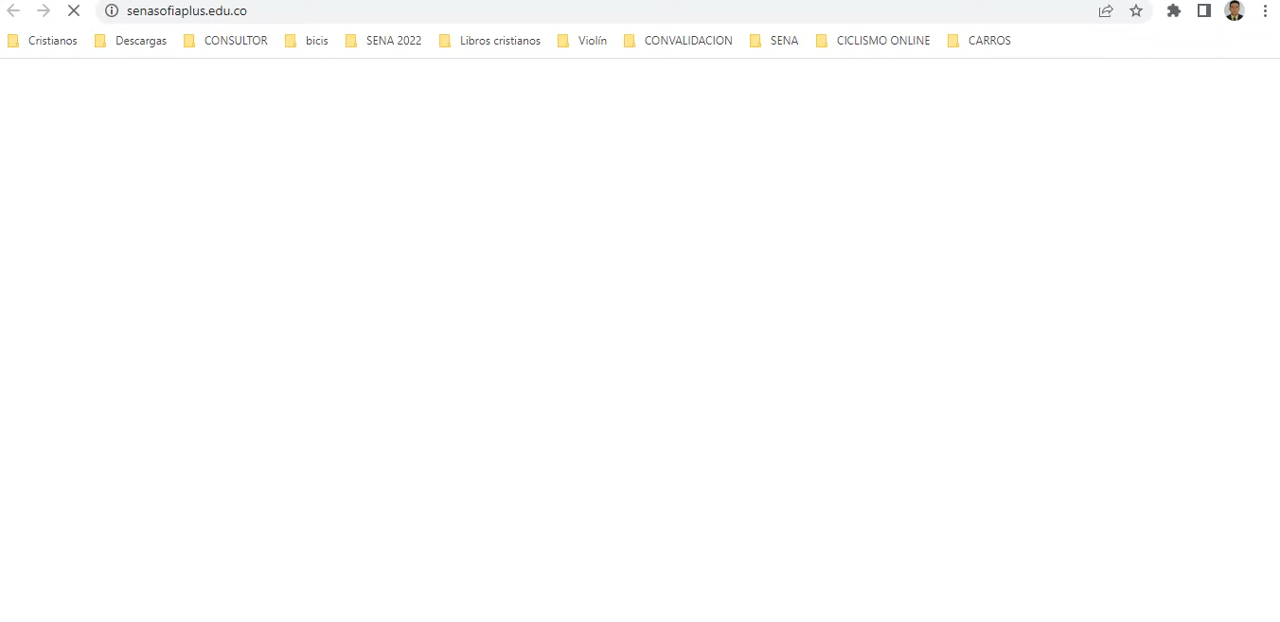 senasofiaplus.edu.co
Cristianos Descargas CONSULTOR bicis SENA 2022 Libros cristianos Violín CONVALIDACION SENA CICLISMO ONLINE CARROS